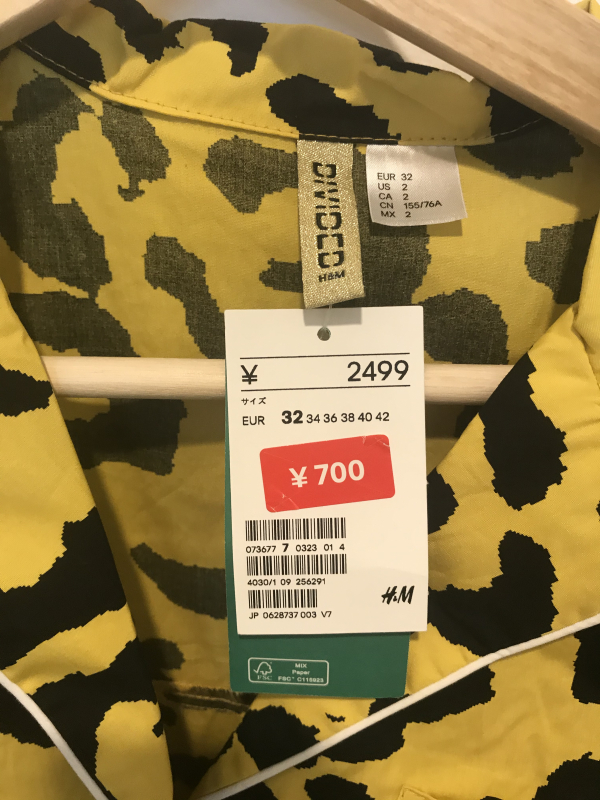 DIVIDED
H&M
EUR 32
US 2
CA 2
CN 155/76A
MX 2
¥ 2499
サイズ
EUR 32 34 36 38 40 42
¥700
073677 7 0323 01 4
4030/1 09 256291
H&M
JP 0628737 003 V7
FSC
MIX
Paper
FSC® C115923